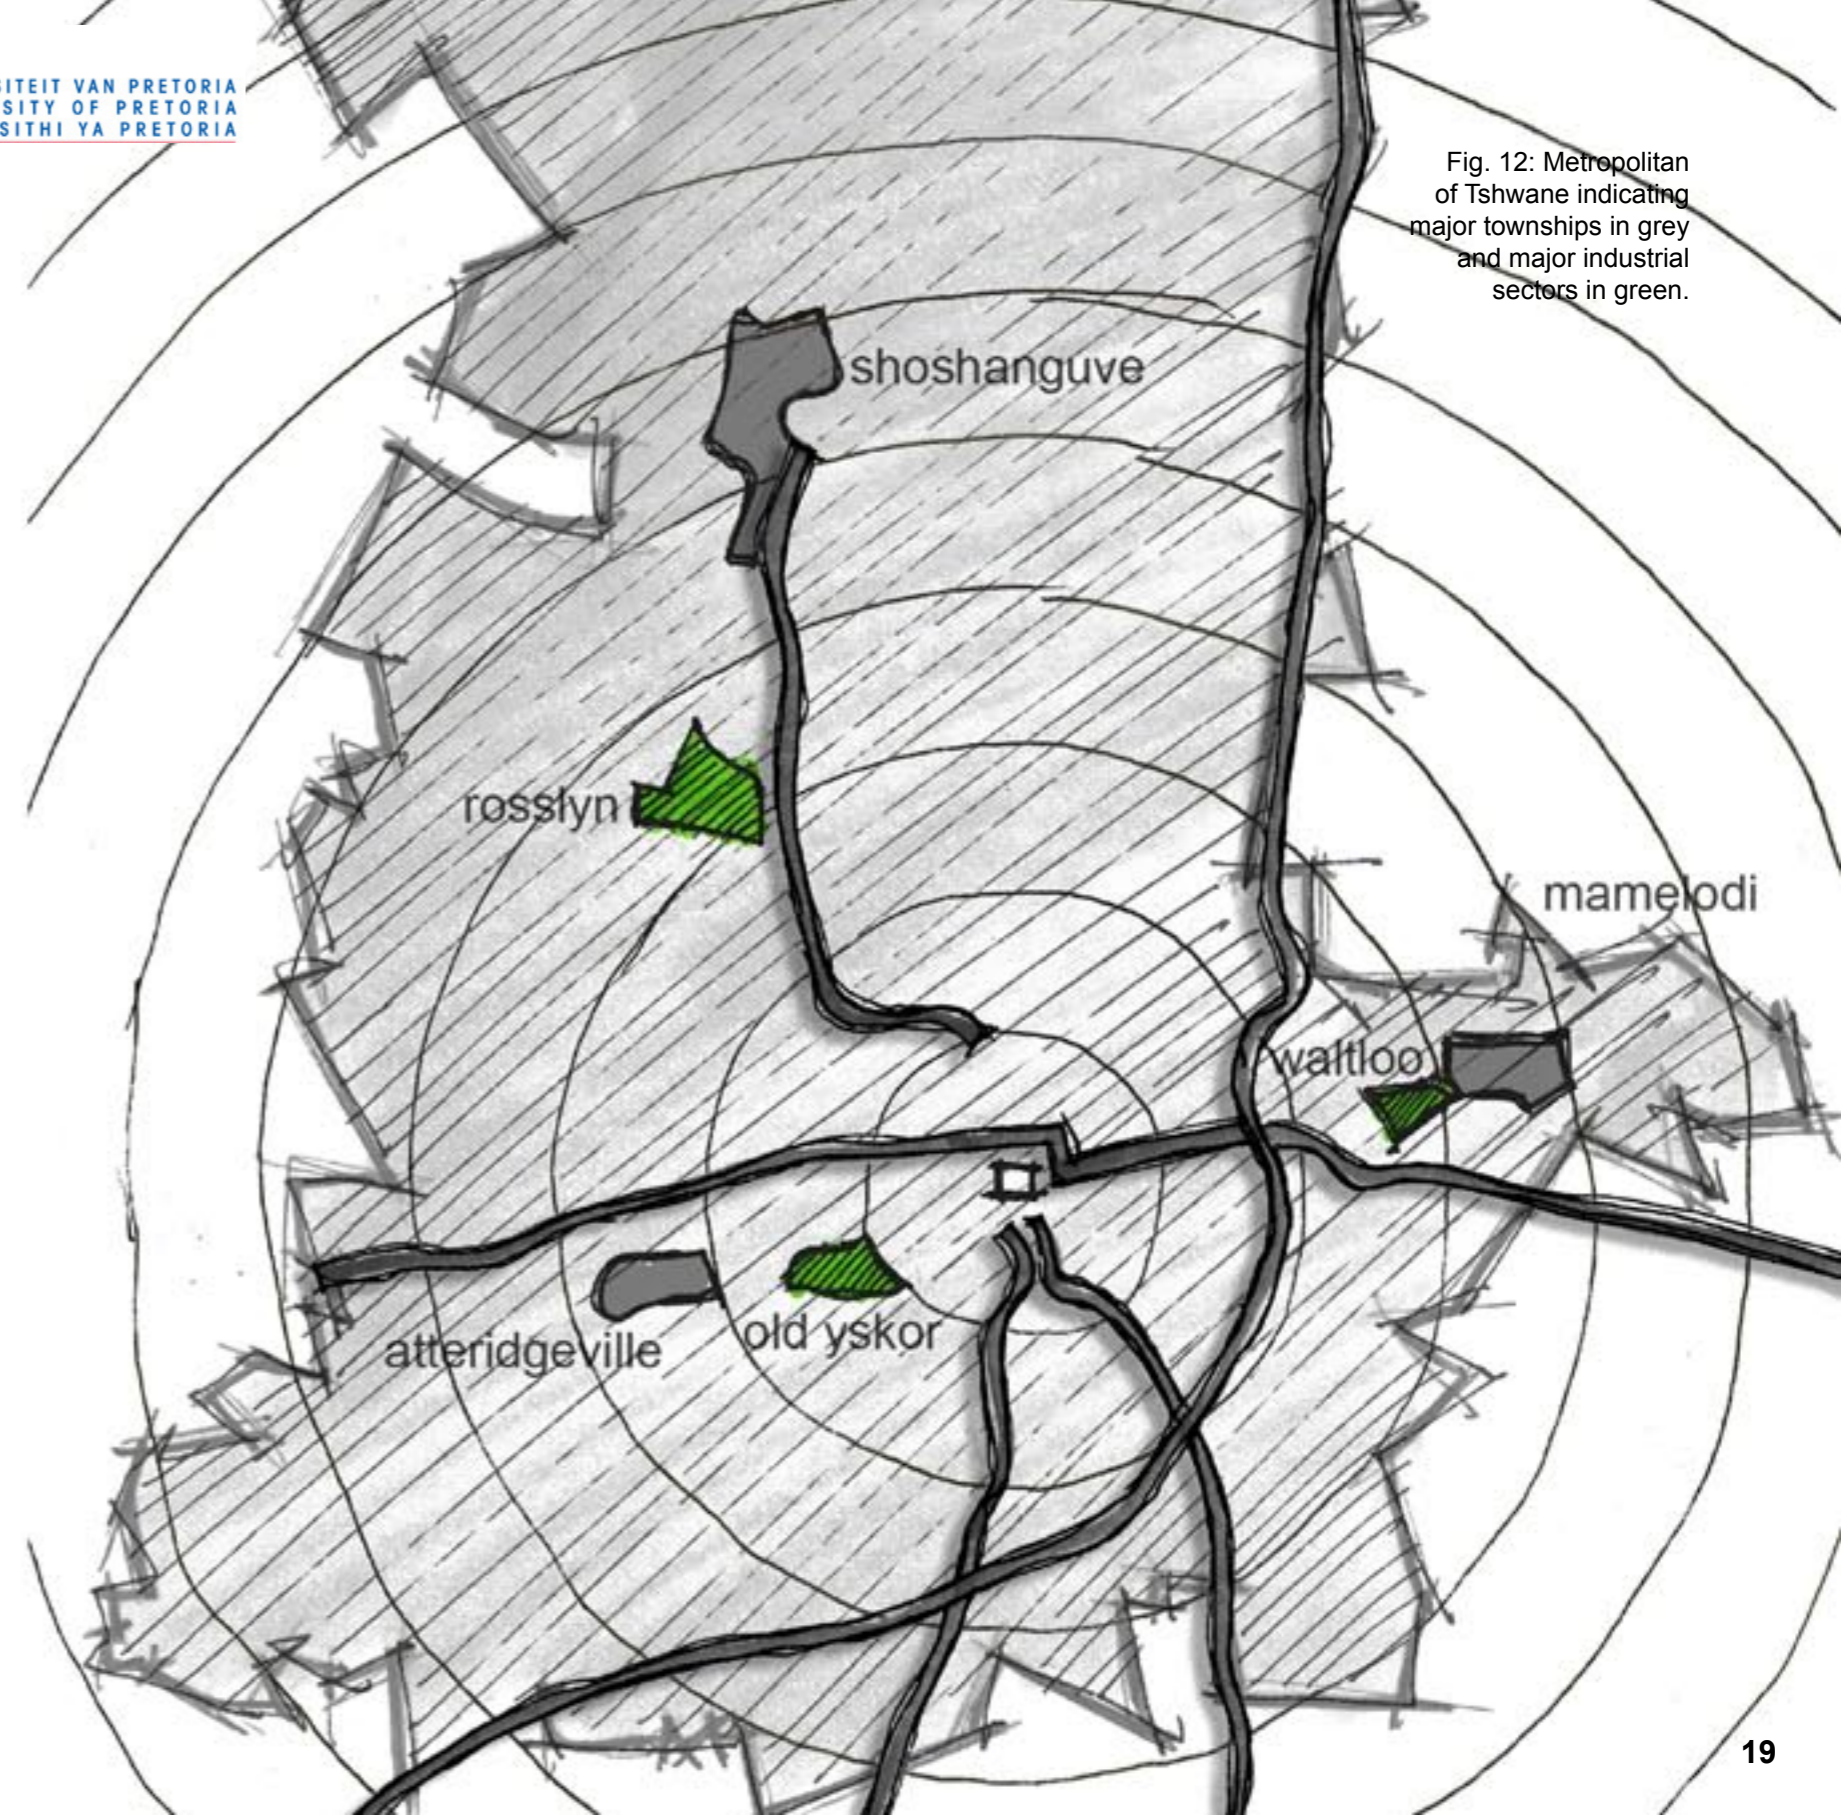 SITEIT VAN PRETORIA
SITY OF PRETORIA
SITHI YA PRETORIA
Fig. 12: Metropolitan
of Tshwane indicating
major townships in grey
and major industrial
sectors in green.
shoshanguve
rosslyn
mamelodi
waltloo
old yskor
atteridgeville
19